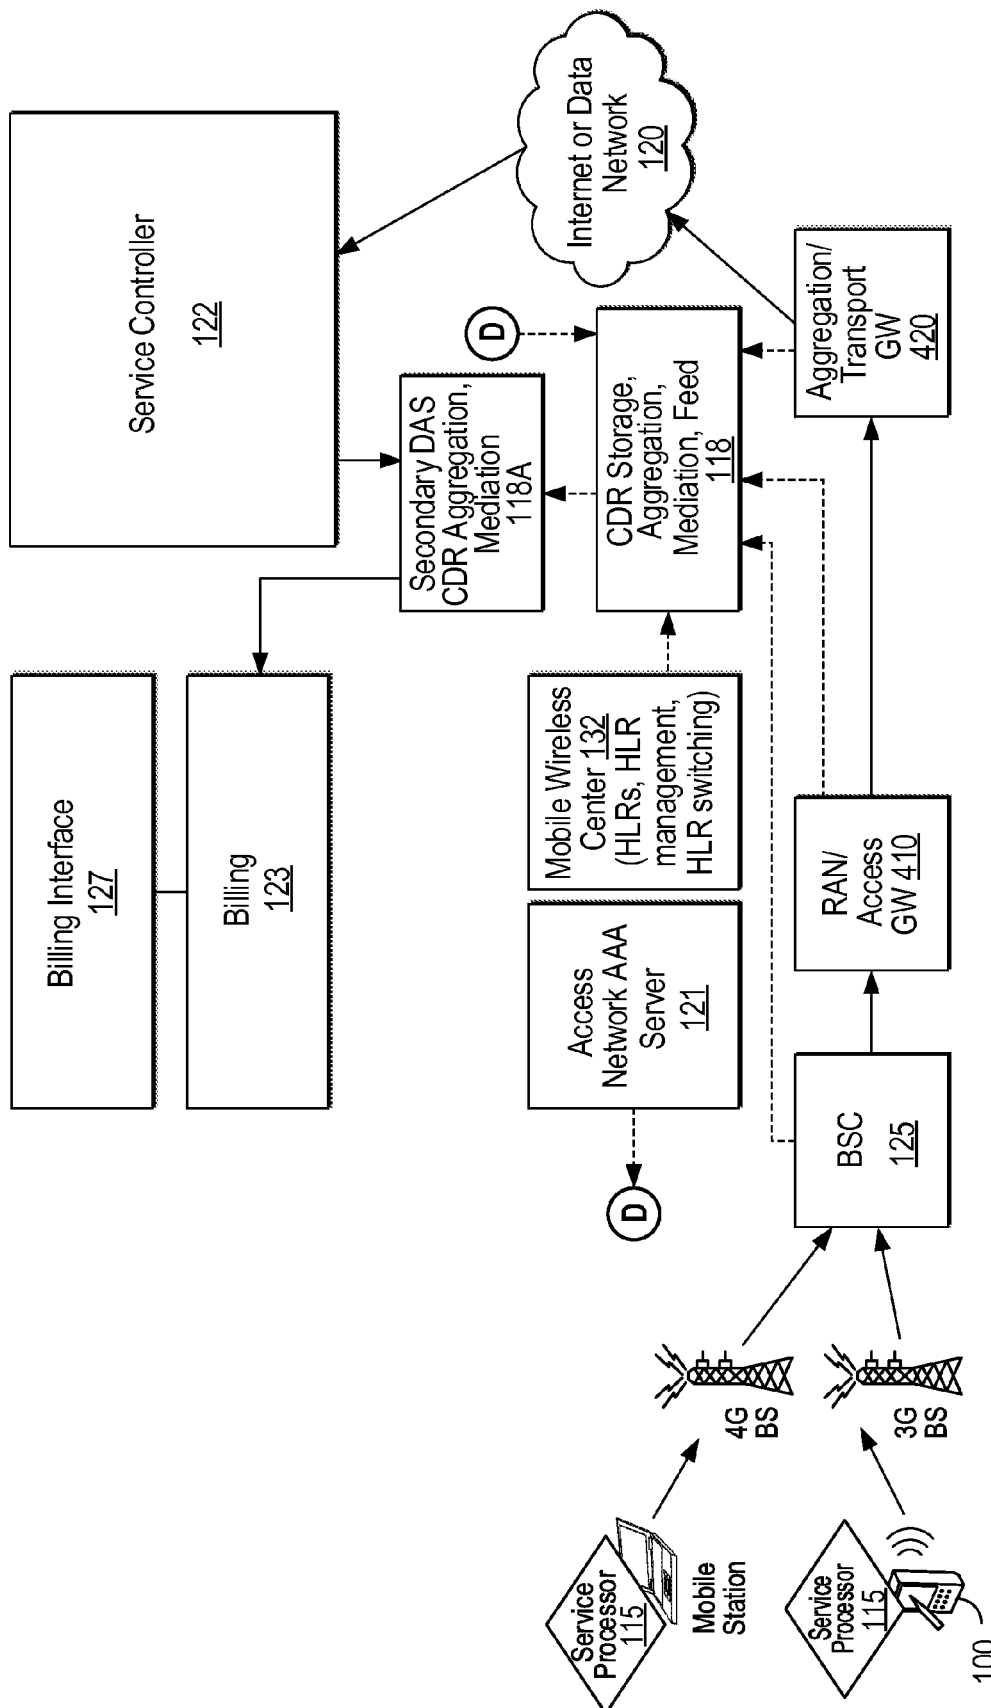 Billing Interface
127
Billing
123
Service Controller
122
Secondary DAS
CDR Aggregation,
Mediation
118A
Access
Network AAA
Server
121
D
Mobile Wireless
Center 132
(HLRs, HLR
management,
HLR switching)
CDR Storage,
Aggregation,
Mediation, Feed
118
D
Internet or Data
Network
120
Service
Processor
115
Mobile
Station
4G
BS
Service
Processor
115
100
3G
BS
BSC
125
RAN/
Access
GW 410
Aggregation/
Transport
GW
420